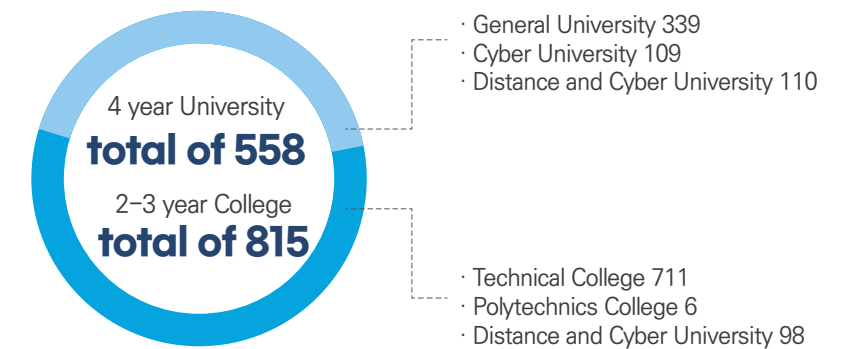 4 year University
total of 558
2–3 year College
total of 815
· General University 339
· Cyber University 109
· Distance and Cyber University 110
· Technical College 711
· Polytechnics College 6
· Distance and Cyber University 98